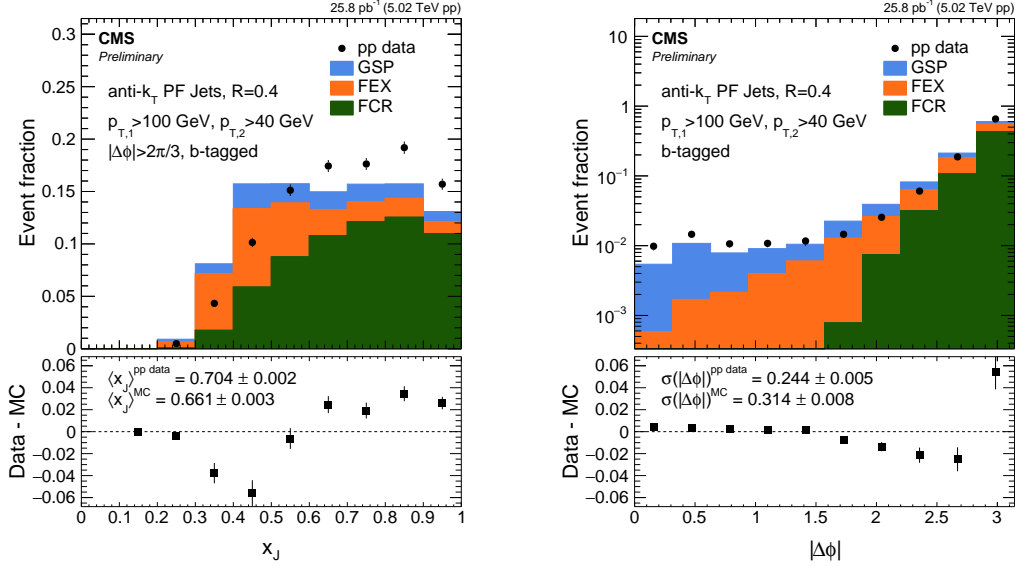 25.8 pb⁻¹ (5.02 TeV pp)
CMS
Preliminary
pp data
GSP
FEX
FCR
anti-k_T PF Jets, R=0.4
p_T,1>100 GeV, p_T,2>40 GeV
|Δϕ|>2π/3, b-tagged
Event fraction
0.3
0.25
0.2
0.15
0.1
0.05
0
⟨x_J⟩^pp data = 0.704 ± 0.002
⟨x_J⟩^MC = 0.661 ± 0.003
Data - MC
0.06
0.04
0.02
0
−0.02
−0.04
−0.06
0 0.1 0.2 0.3 0.4 0.5 0.6 0.7 0.8 0.9 1
x_J
25.8 pb⁻¹ (5.02 TeV pp)
CMS
Preliminary
pp data
GSP
FEX
FCR
anti-k_T PF Jets, R=0.4
p_T,1>100 GeV, p_T,2>40 GeV
b-tagged
Event fraction
10
1
10⁻¹
10⁻²
10⁻³
σ(|Δϕ|)^pp data = 0.244 ± 0.005
σ(|Δϕ|)^MC = 0.314 ± 0.008
Data - MC
0.06
0.04
0.02
0
−0.02
−0.04
−0.06
0 0.5 1 1.5 2 2.5 3
|Δϕ|